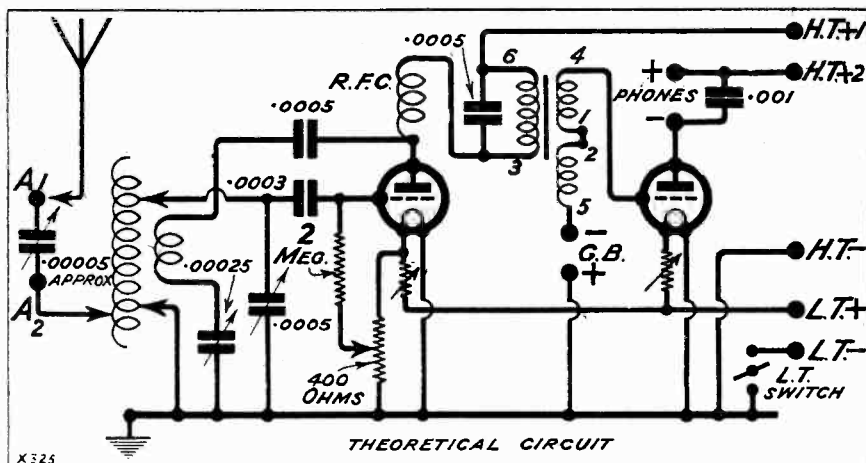 H.T.+1
.0005
6
4
H.T.+2
R.F.C.
+ PHONES
.001
-
.0005
1
2
3
A1
.0003
5
2 MEG.
-
G.B.
+
H.T.-
.00005
APPROX
.00025
A2
.0005
L.T.+
L.T.-
400 OHMS
L.T. SWITCH
THEORETICAL CIRCUIT
X325